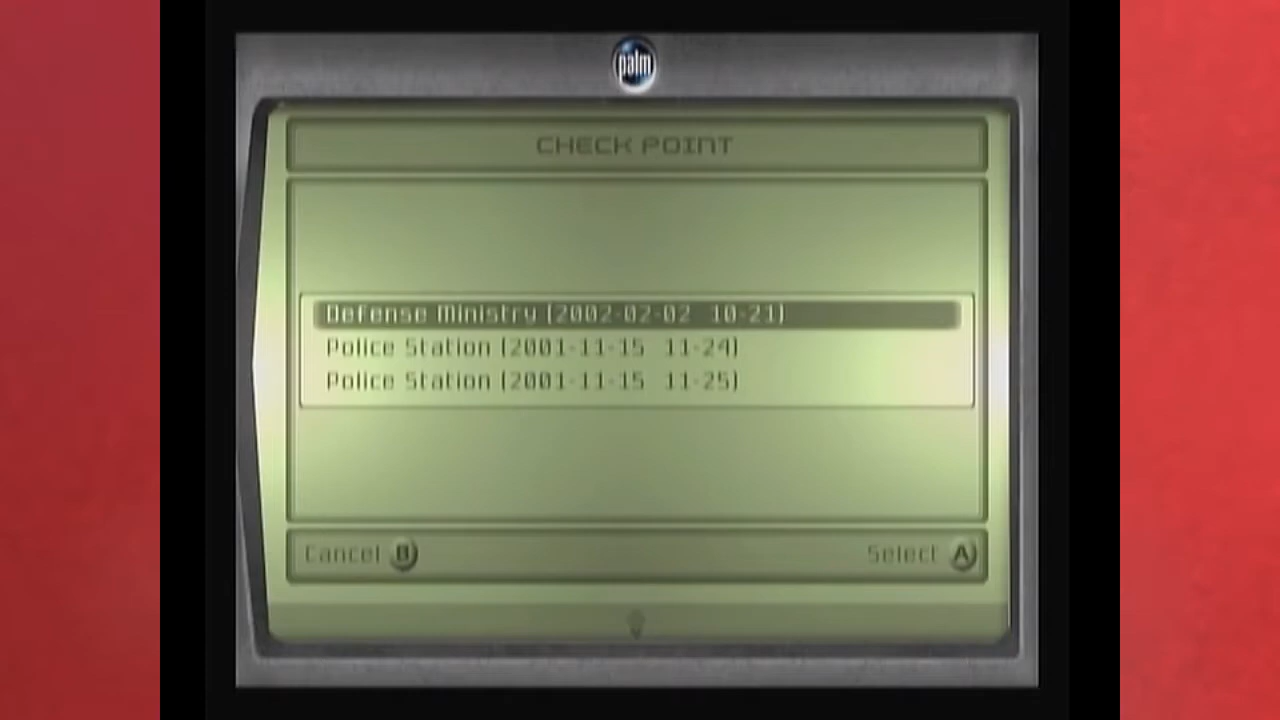 palm
CHECK POINT
Defense Ministry (2002-02-02 10-21)
Police Station (2001-11-15 11-24)
Police Station (2001-11-15 11-25)
Cancel B
Select A